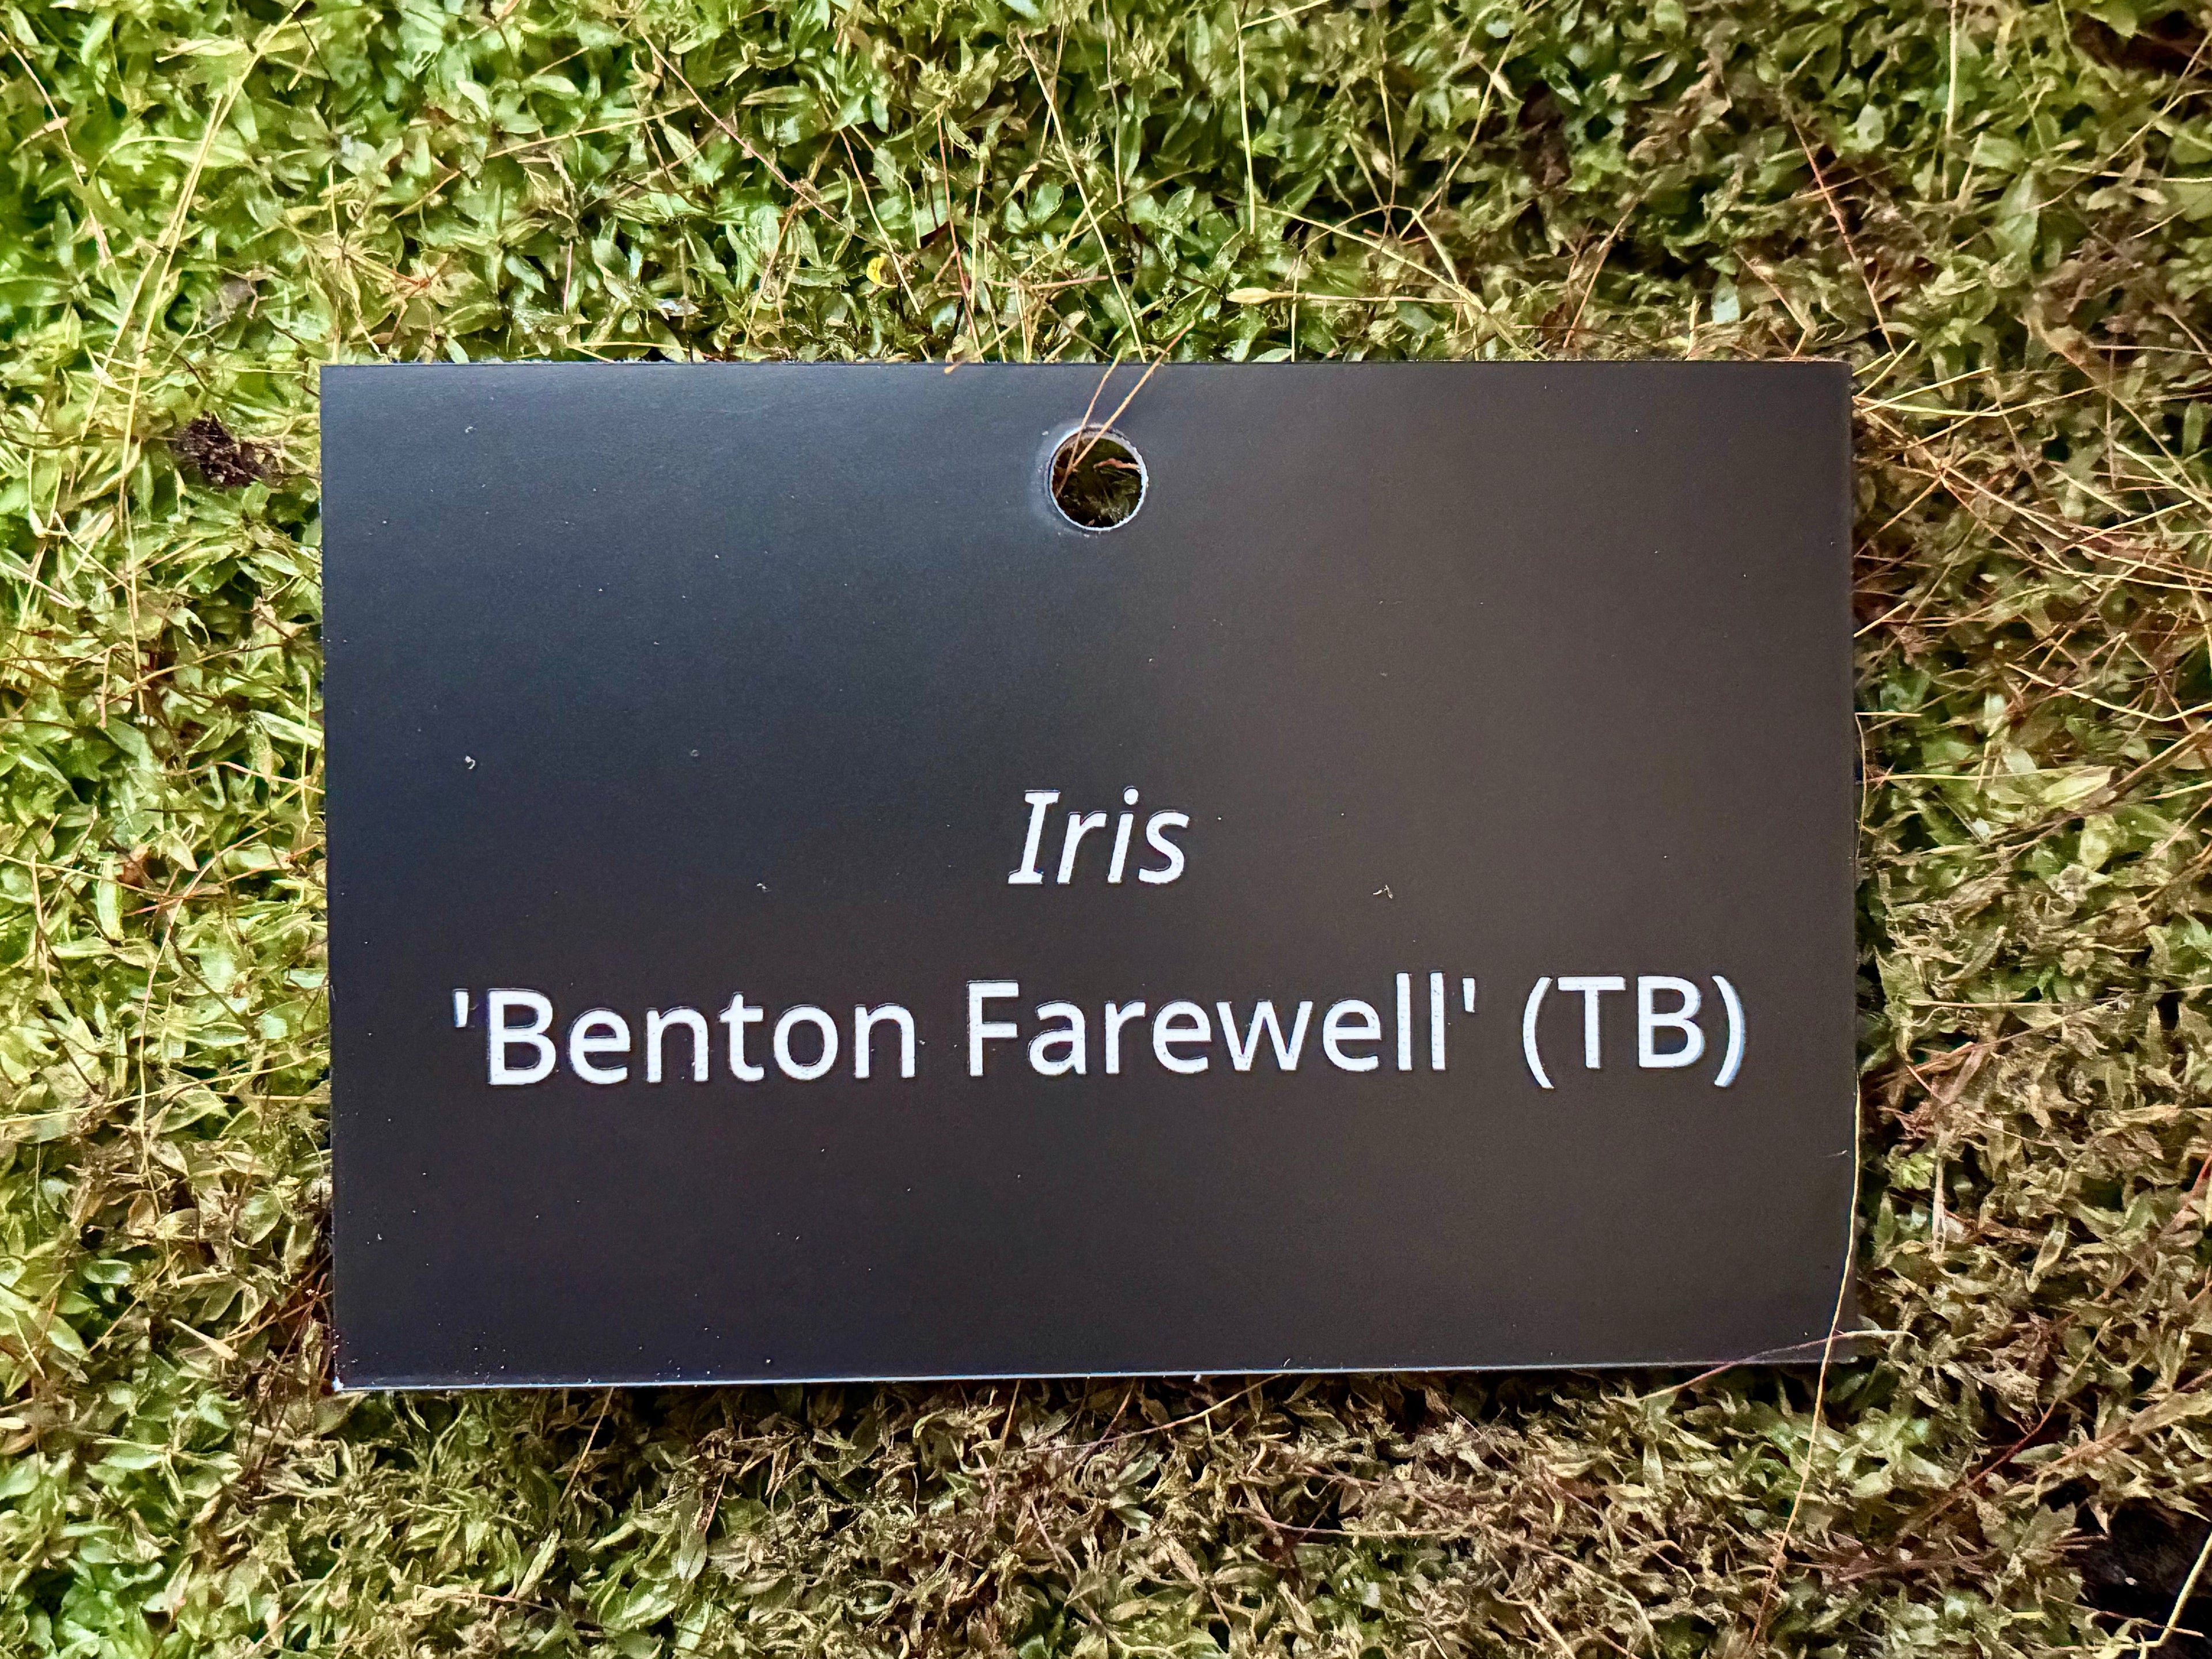 Iris
'Benton Farewell' (TB)